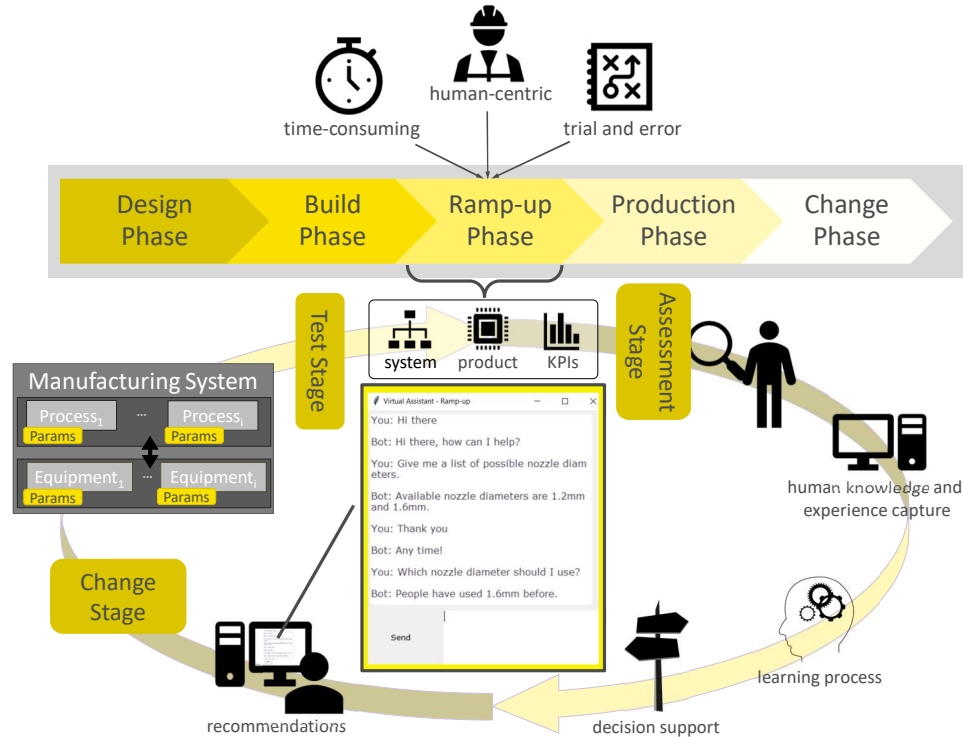 time-consuming
human-centric
trial and error
Design
Phase
Build
Phase
Ramp-up
Phase
Production
Phase
Change
Phase
Test Stage
system
product
KPIs
Assessment
Stage
Manufacturing System
Process1
...
Processi
Params
Params
Equipment1
...
Equipmenti
Params
Params
Virtual Assistant - Ramp-up
You: Hi there
Bot: Hi there, how can I help?
You: Give me a list of possible nozzle diam
eters.
Bot: Available nozzle diameters are 1.2mm
and 1.6mm.
You: Thank you
Bot: Any time!
You: Which nozzle diameter should I use?
Bot: People have used 1.6mm before.
Send
human knowledge and
experience capture
Change
Stage
learning process
decision support
recommendations